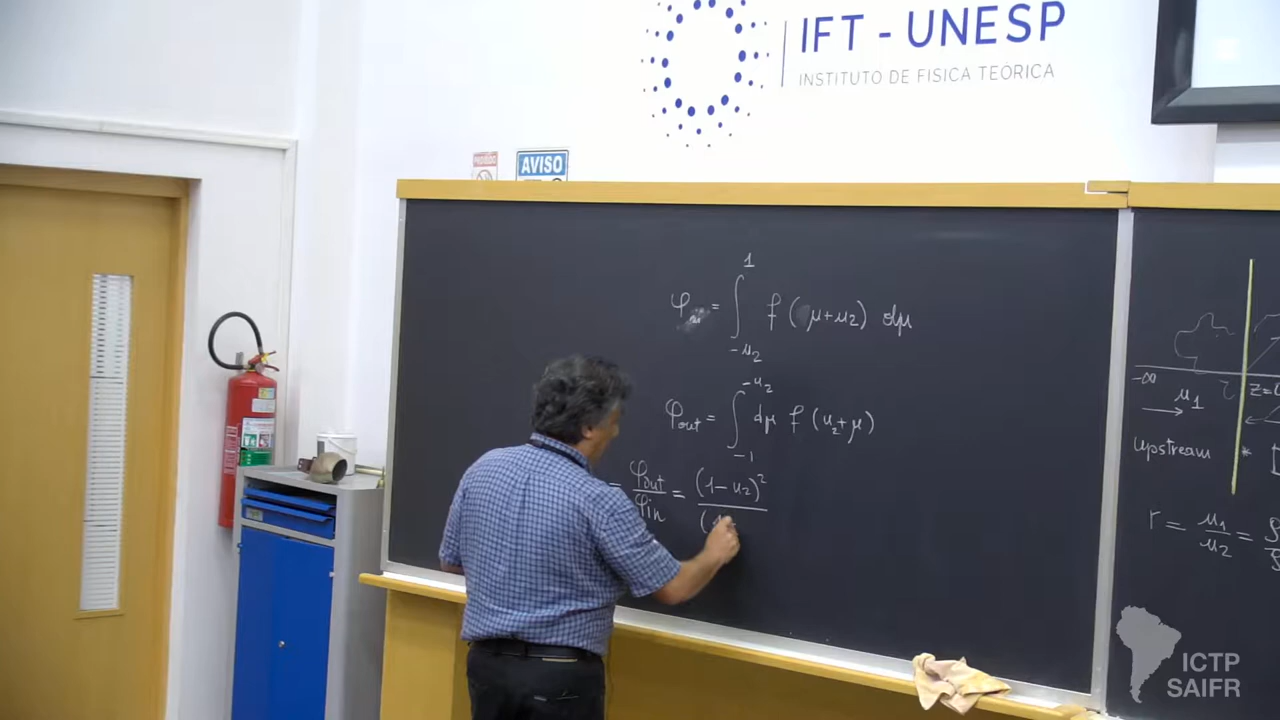 IFT - UNESP
INSTITUTO DE FISICA TEÓRICA
AVISO
φ = ∫_{-u₂}^{1} f (μ+u₂) dμ
φ_out = ∫_{-1}^{-u₂} dμ f (u₂+μ)
= φ_out / φ_in = (1-u₂)² / (
-∞
u₁
z=
Upstream *
r = u₁/u₂ =
ICTP
SAIFR